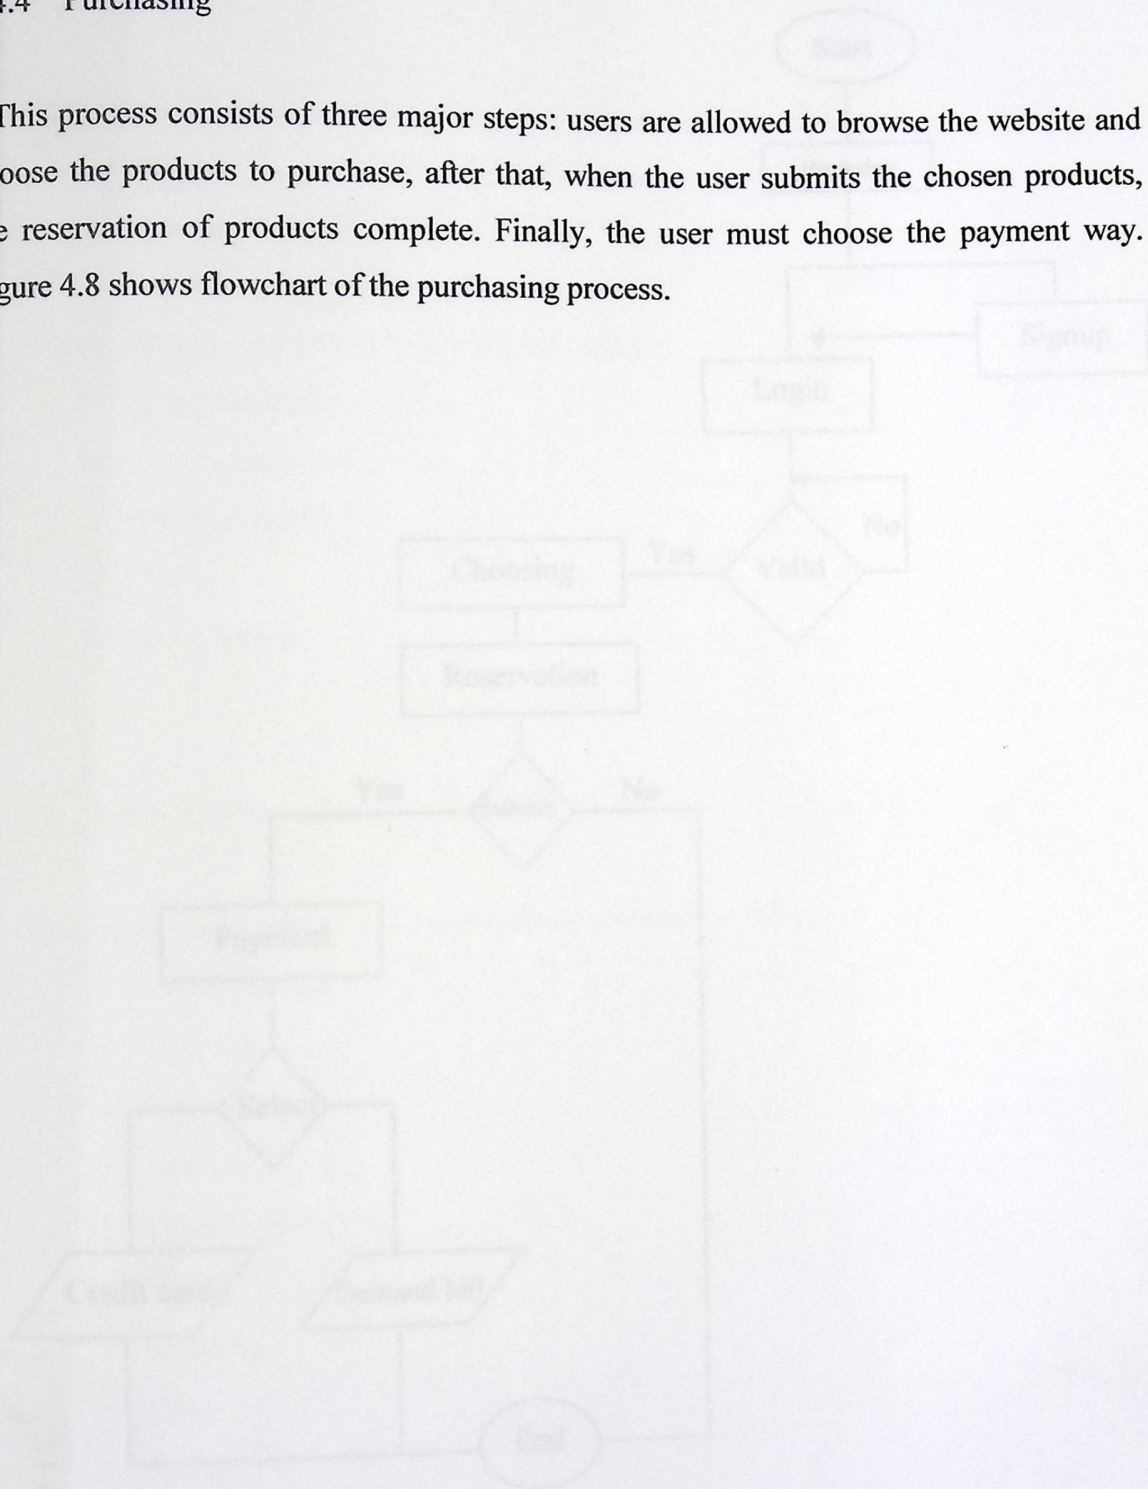 .4 Purchasing
This process consists of three major steps: users are allowed to browse the website and
oose the products to purchase, after that, when the user submits the chosen products,
e reservation of products complete. Finally, the user must choose the payment way.
gure 4.8 shows flowchart of the purchasing process.
Start
Signup
Login
No
Yes
Valid
Choosing
Reservation
Yes
No
Payment
Select
Credit
End